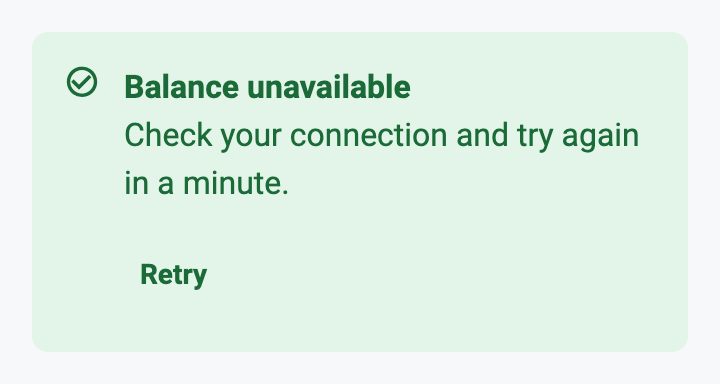 Balance unavailable
Check your connection and try again
in a minute.
Retry